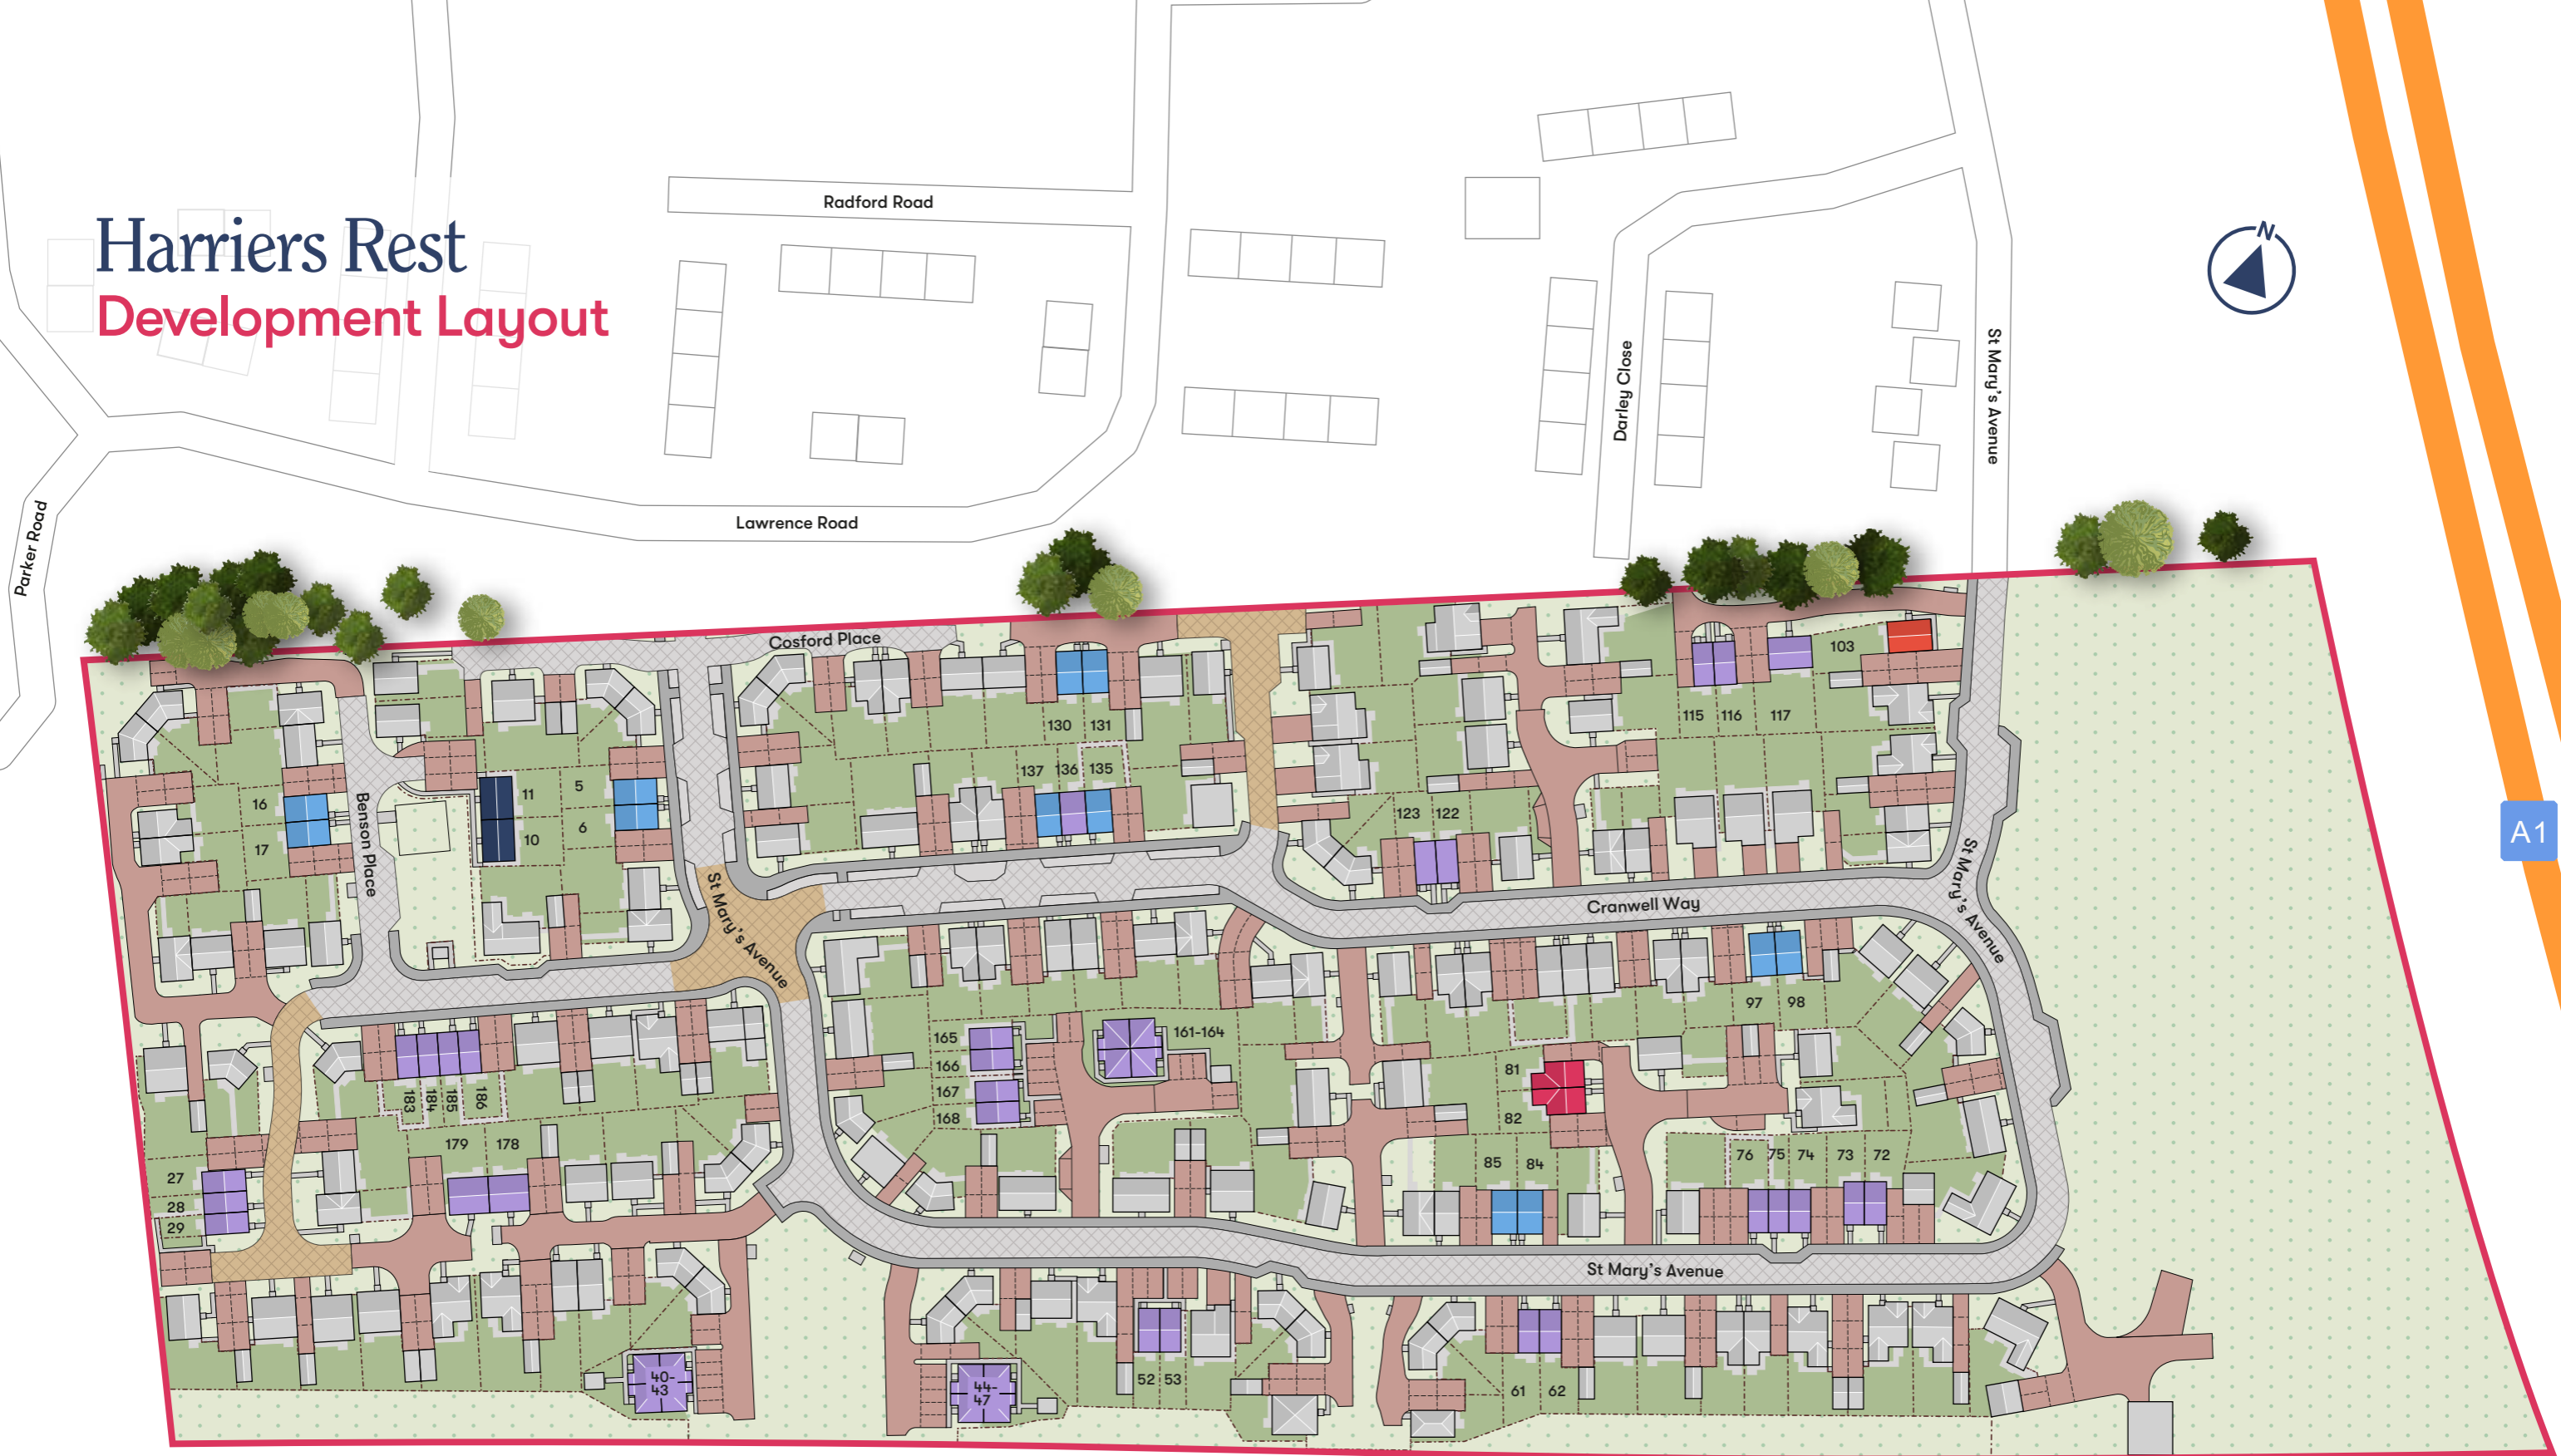 Radford Road
N
Harriers Rest
Development Layout
Darley Close
St Mary's Avenue
Parker Road
Lawrence Road
Cosford Place
103
130 131
115 116 117
137 136 135
16
11
5
10
6
17
Benson Place
123 122
A1
St Mary's Avenue
St Mary's Avenue
Cranwell Way
97 98
165
161-164
166
167
168
81
82
183
184
185
186
179 178
85 84
76 75 74 73 72
27
28
29
St Mary's Avenue
40-
43
44-
47
52 53
61 62